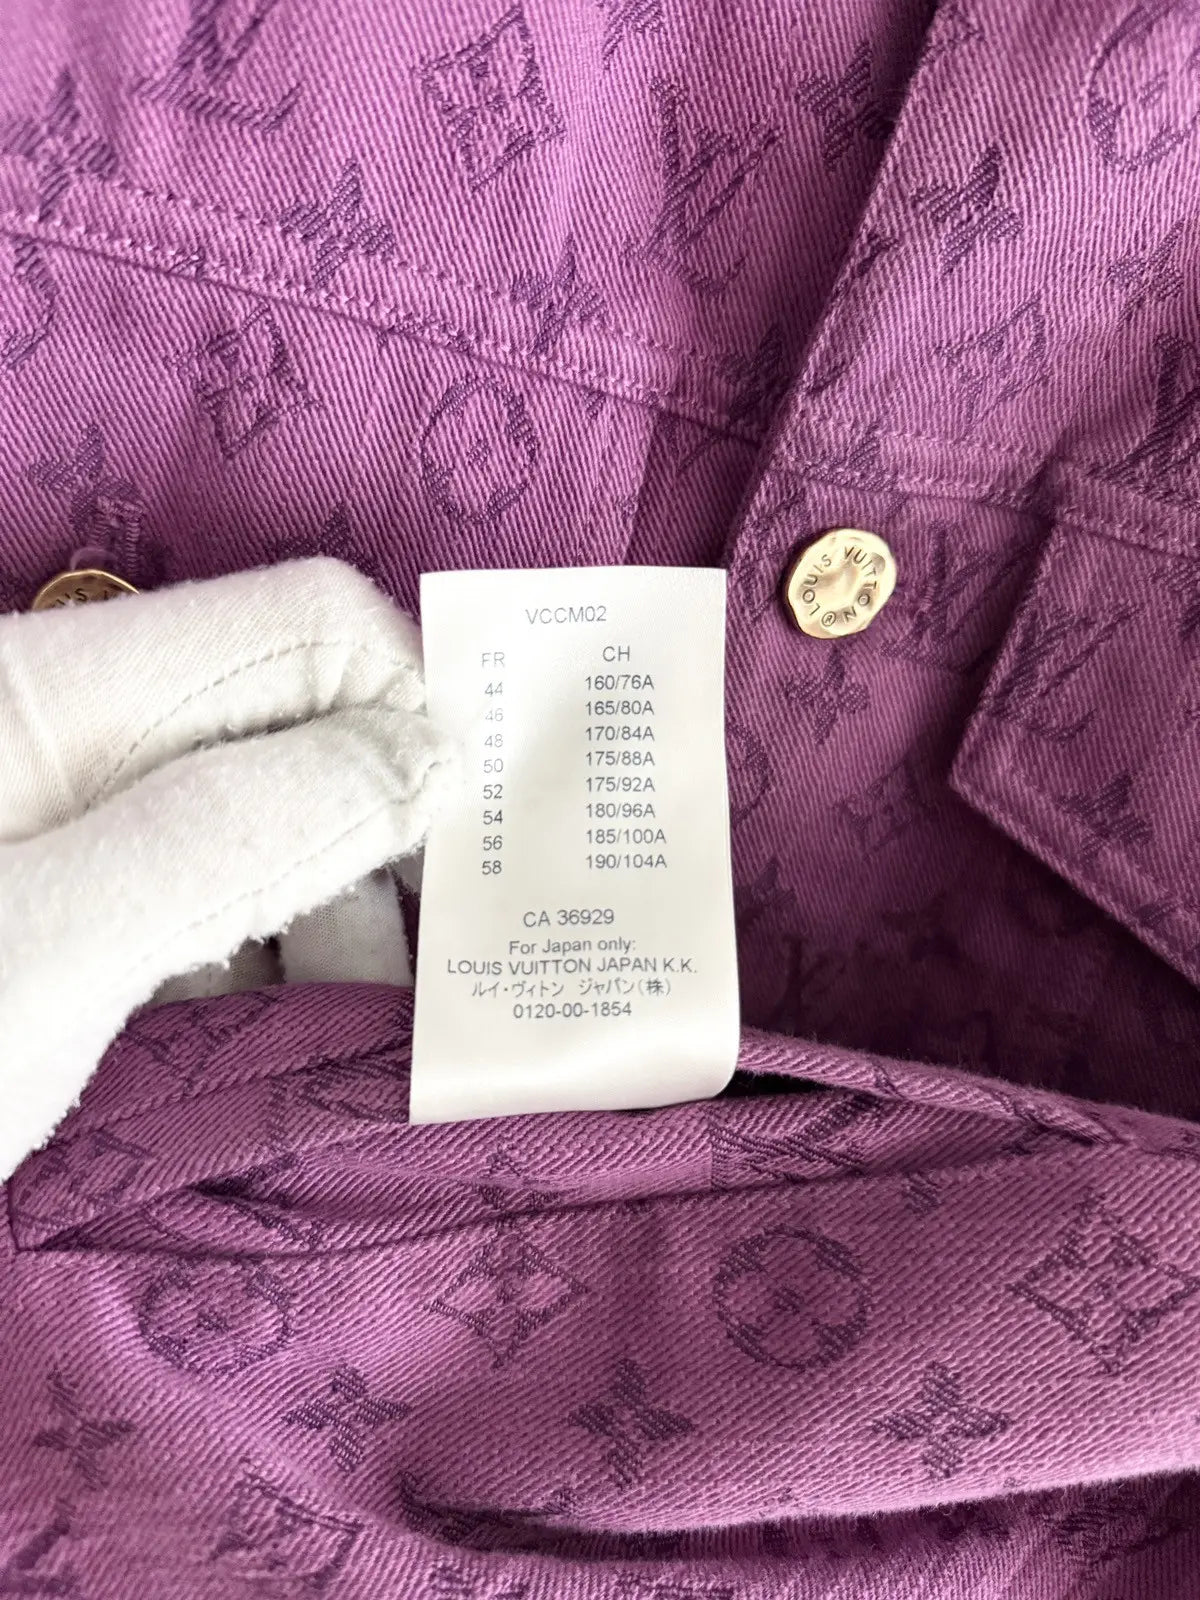 VCCM02
FR CH
44 160/76A
46 165/80A
48 170/84A
50 175/88A
52 175/92A
54 180/96A
56 185/100A
58 190/104A
CA 36929
For Japan only:
LOUIS VUITTON JAPAN K.K.
ルイ・ヴィトン ジャパン(株)
0120-00-1854
LOUIS VUITTON ®